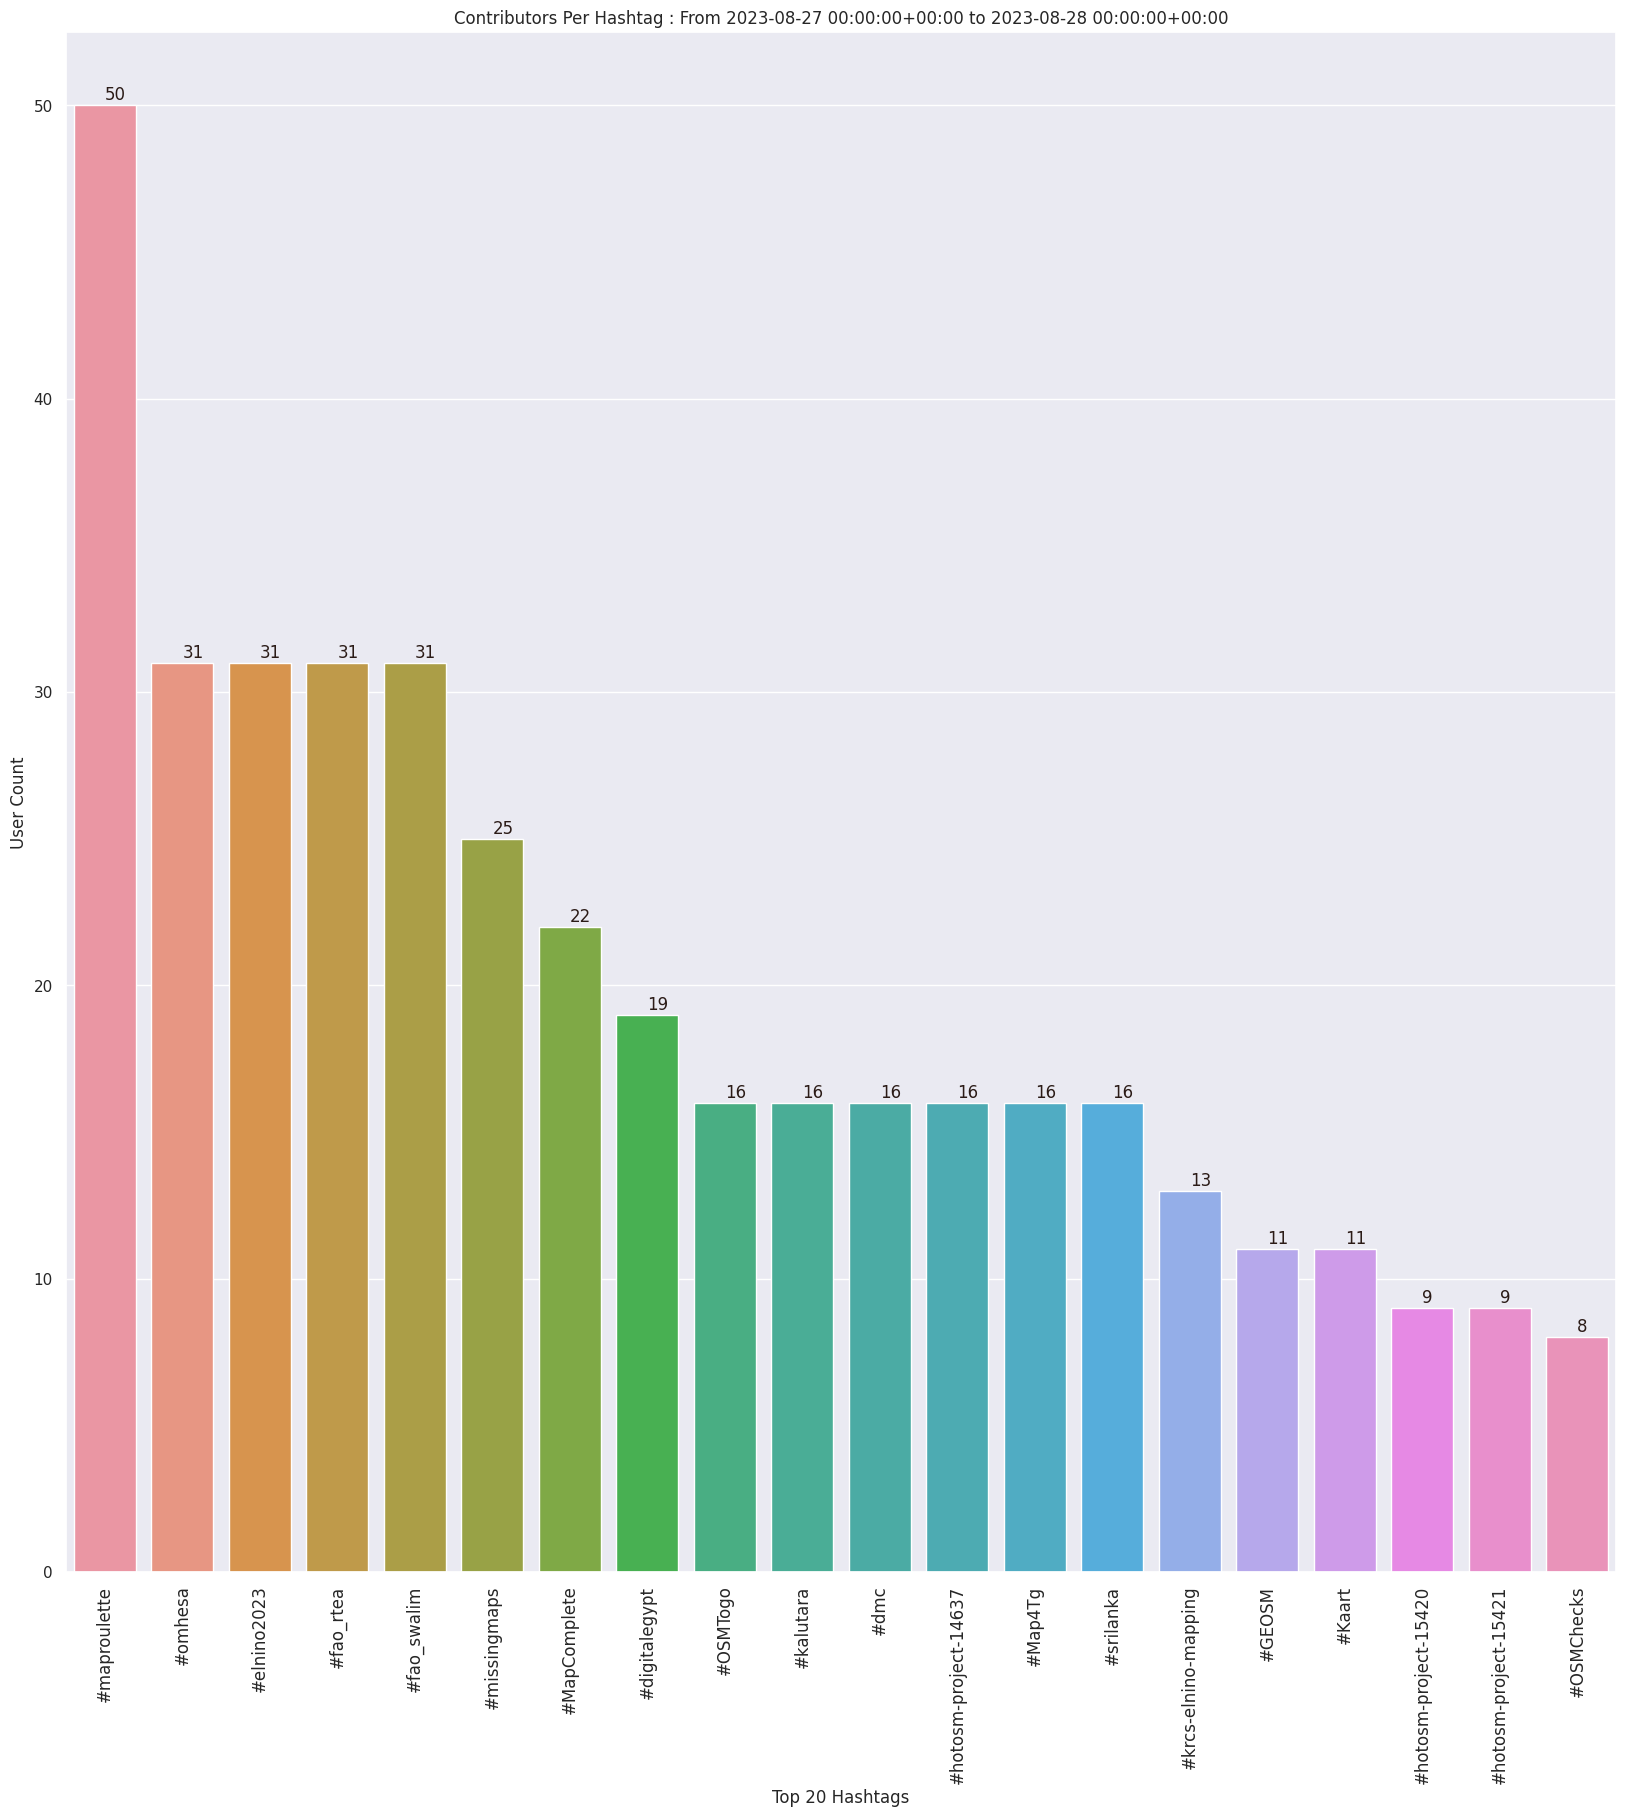 Contributors Per Hashtag : From 2023-08-27 00:00:00+00:00 to 2023-08-28 00:00:00+00:00
User Count
50
40
30
20
10
0
50
31
31
31
31
25
22
19
16
16
16
16
16
16
13
11
11
9
9
8
#maproulette
#omhesa
#elnino2023
#fao_rtea
#fao_swalim
#missingmaps
#MapComplete
#digitalegypt
#OSMTogo
#kalutara
#dmc
#hotosm-project-14637
#Map4Tg
#srilanka
#krcs-elnino-mapping
#GEOSM
#Kaart
#hotosm-project-15420
#hotosm-project-15421
#OSMChecks
Top 20 Hashtags